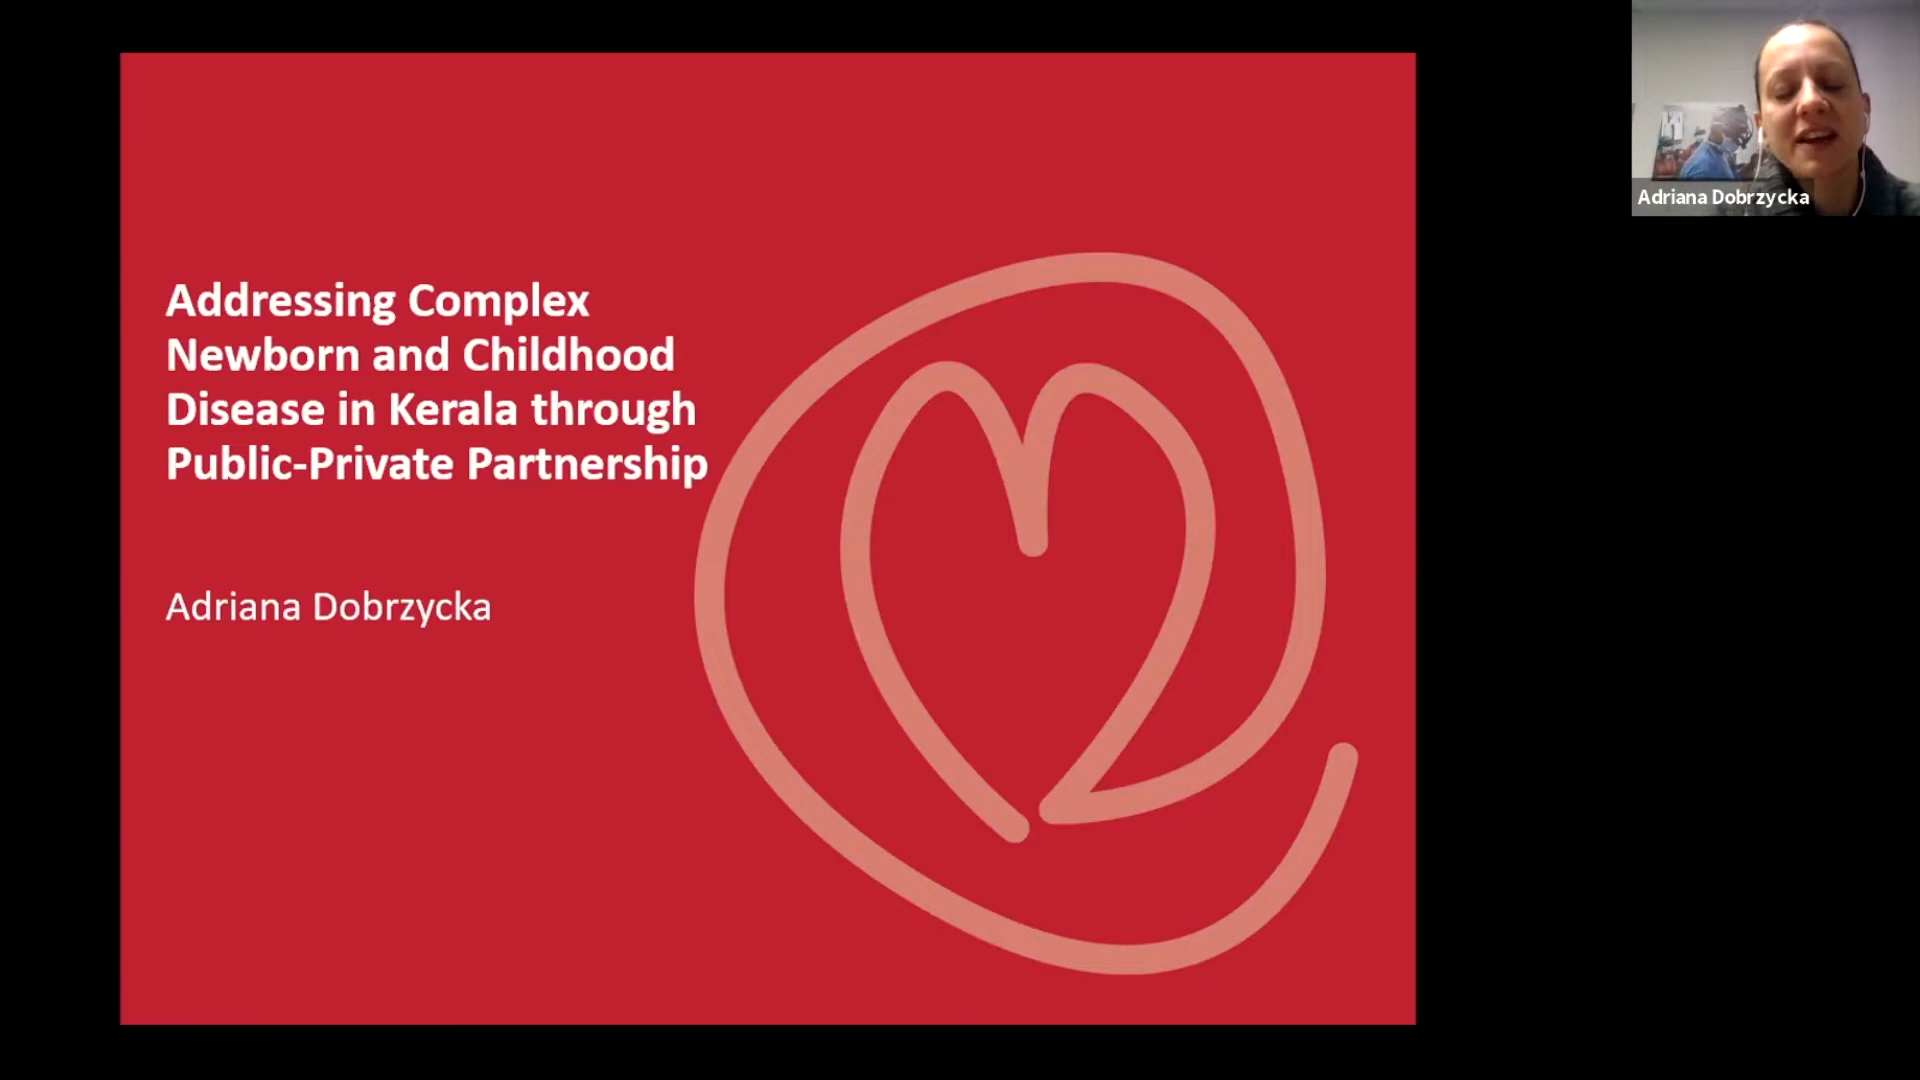 Addressing Complex
Newborn and Childhood
Disease in Kerala through
Public-Private Partnership
Adriana Dobrzycka
Adriana Dobrzycka